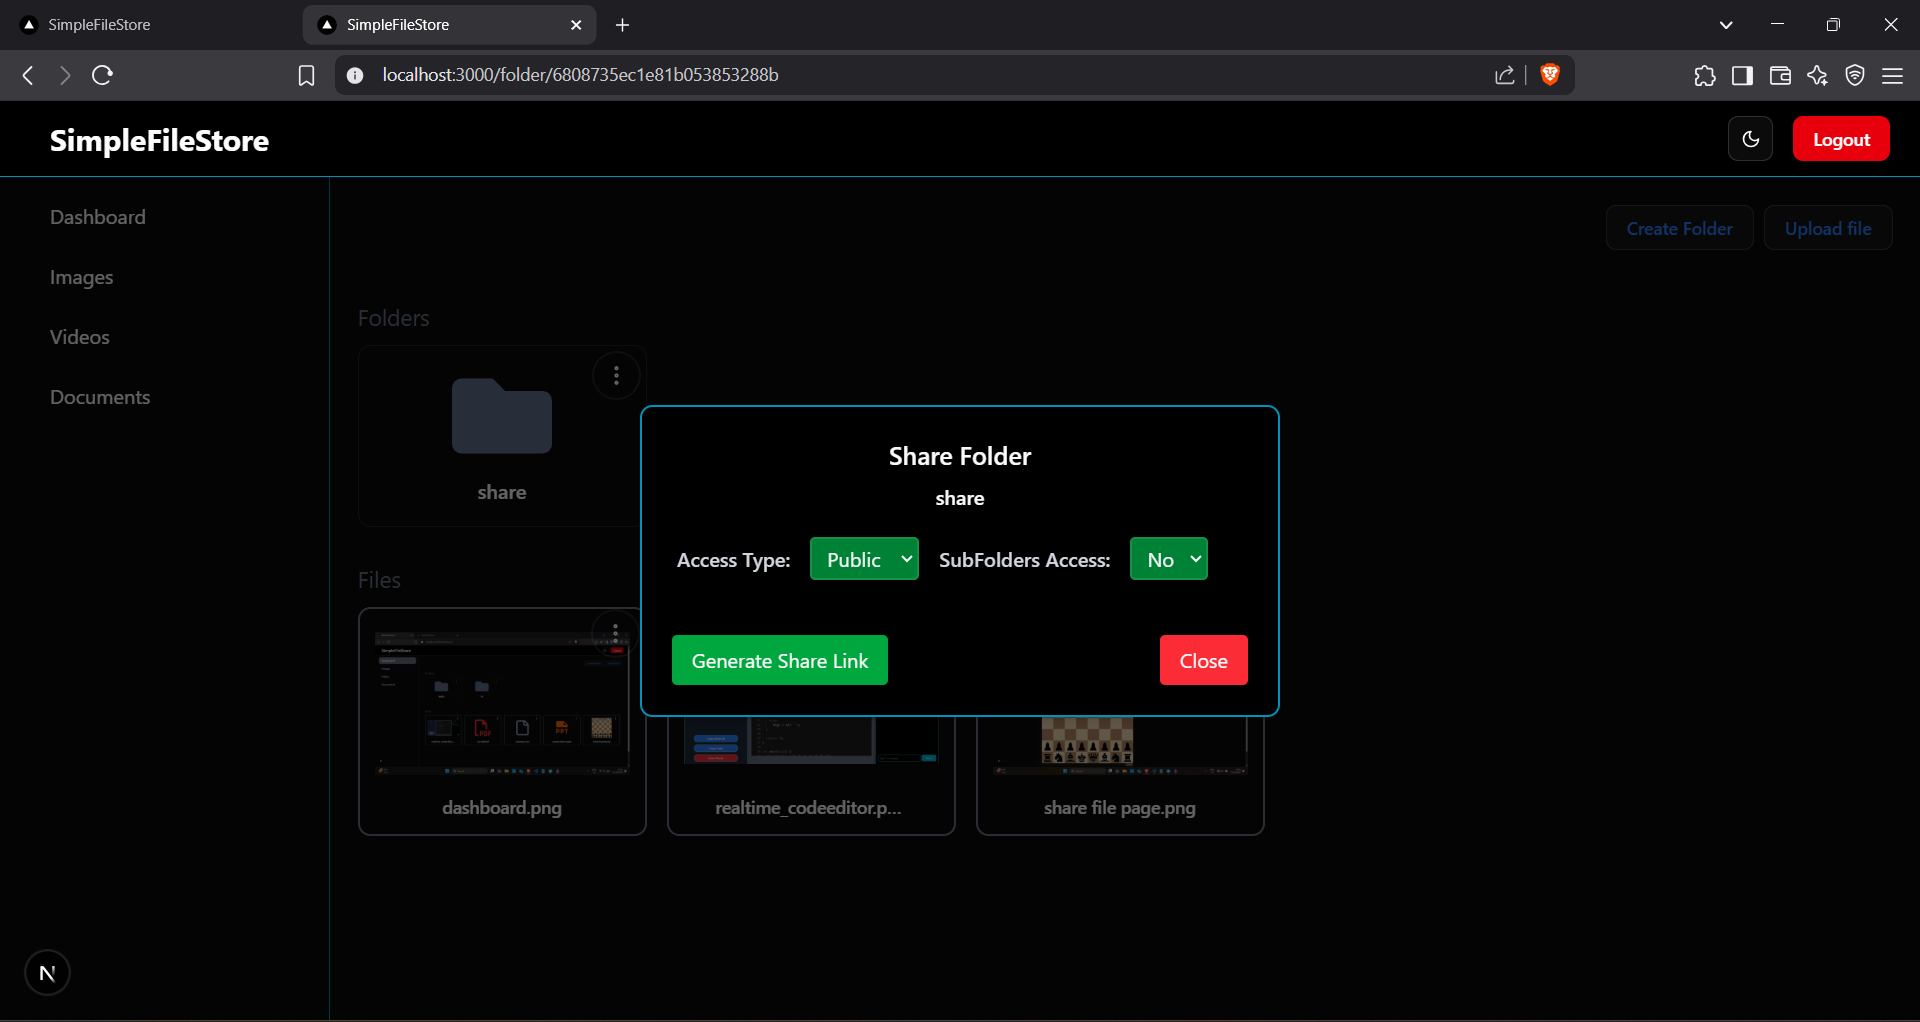 SimpleFileStore
SimpleFileStore
localhost:3000/folder/6808735ec1e81b053853288b
SimpleFileStore
Logout
Dashboard
Images
Videos
Documents
Create Folder
Upload file
Folders
share
Share Folder
share
Access Type: Public SubFolders Access: No
Generate Share Link
Close
Files
dashboard.png
realtime_codeeditor.p...
share file page.png
N